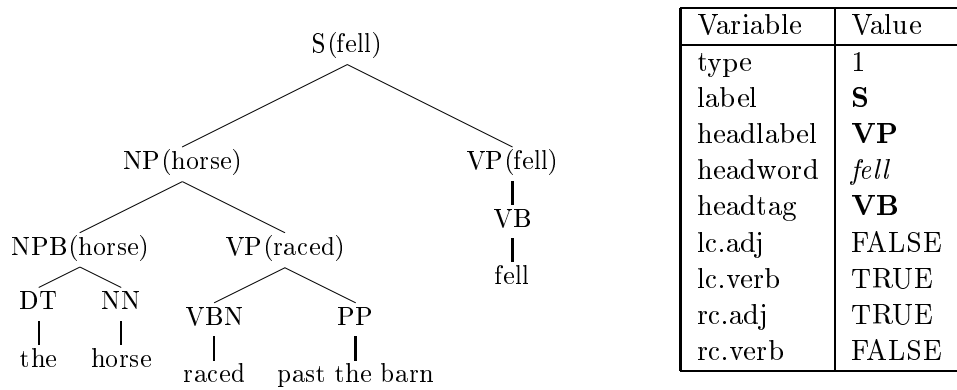 S(fell)
NP(horse) VP(fell)
VB
NPB(horse) VP(raced)
fell
DT NN VBN PP
the horse raced past the barn
Variable Value
type 1
label S
headlabel VP
headword fell
headtag VB
lc.adj FALSE
lc.verb TRUE
rc.adj TRUE
rc.verb FALSE